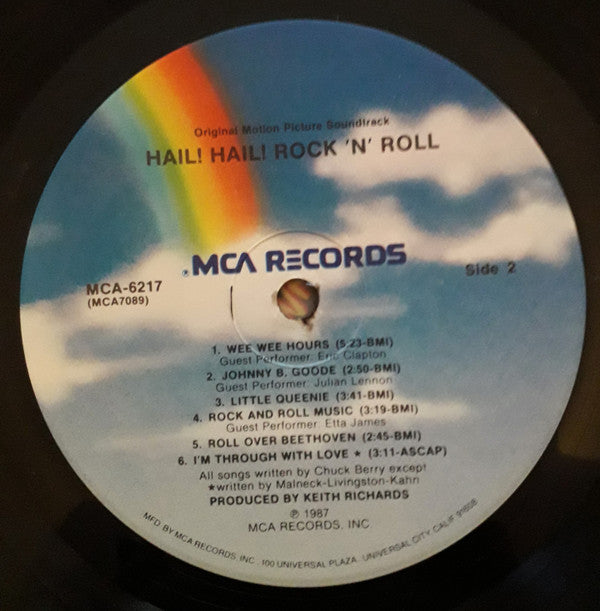 Original Motion Picture Soundtrack
HAIL! HAIL! ROCK 'N' ROLL
MCA RECORDS
MCA-6217
(MCA7089)
Side 2
1. WEE WEE HOURS (5:23-BMI)
Guest Performer: Eric Clapton
2. JOHNNY B. GOODE (2:50-BMI)
Guest Performer: Julian Lennon
3. LITTLE QUEENIE (3:41-BMI)
4. ROCK AND ROLL MUSIC (3:19-BMI)
Guest Performer: Etta James
5. ROLL OVER BEETHOVEN (2:45-BMI)
6. I'M THROUGH WITH LOVE ★ (3:11-ASCAP)
All songs written by Chuck Berry except
★written by Malneck-Livingston-Kahn
PRODUCED BY KEITH RICHARDS
℗ 1987
MCA RECORDS, INC
MFD BY MCA RECORDS, INC . 100 UNIVERSAL PLAZA . UNIVERSAL CITY, CALIF 91608